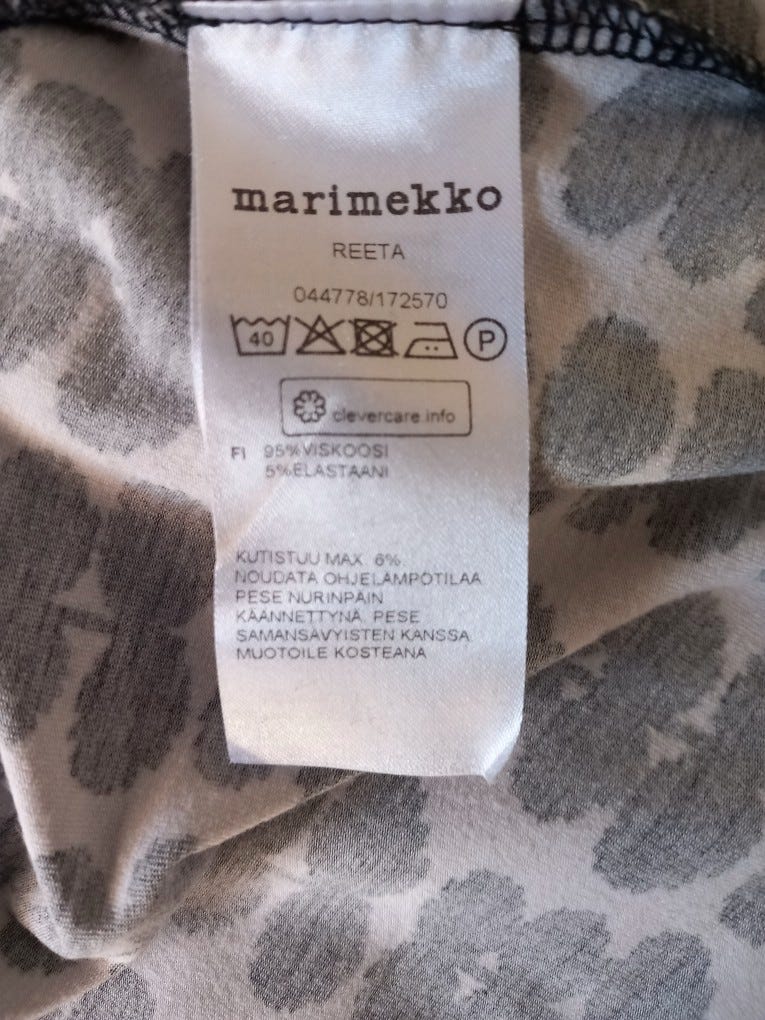 marimekko
REETA
044778/172570
40 P
clevercare.info
FI 95%VISKOOSI
5%ELASTAANI
KUTISTUU MAX. 6%
NOUDATA OHJELAMPÖTILAA
PESE NURINPÄIN
KÄÄNNETTYNÄ. PESE
SAMANSÄVYISTEN KANSSA
MUOTOILE KOSTEANA